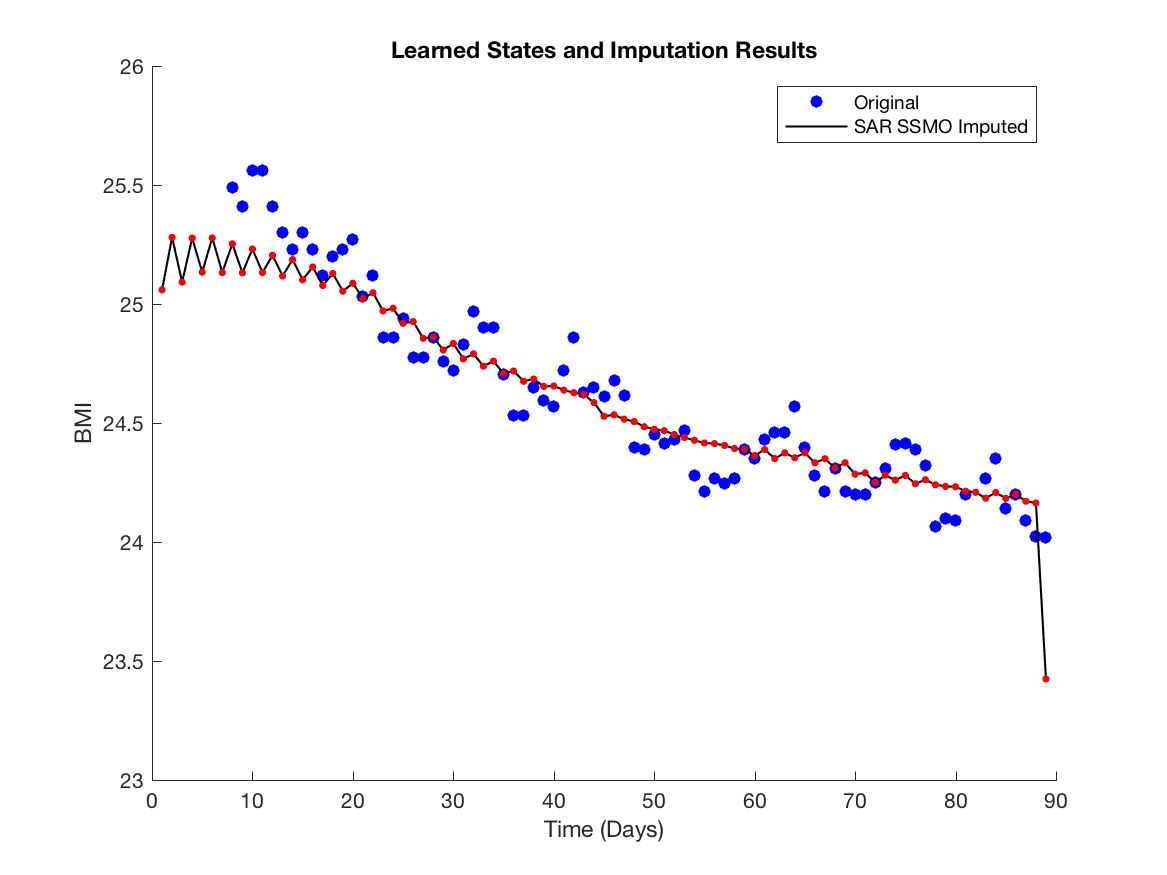 Learned States and Imputation Results
Original
SAR SSMO Imputed
BMI
26
25.5
25
24.5
24
23.5
23
0 10 20 30 40 50 60 70 80 90
Time (Days)